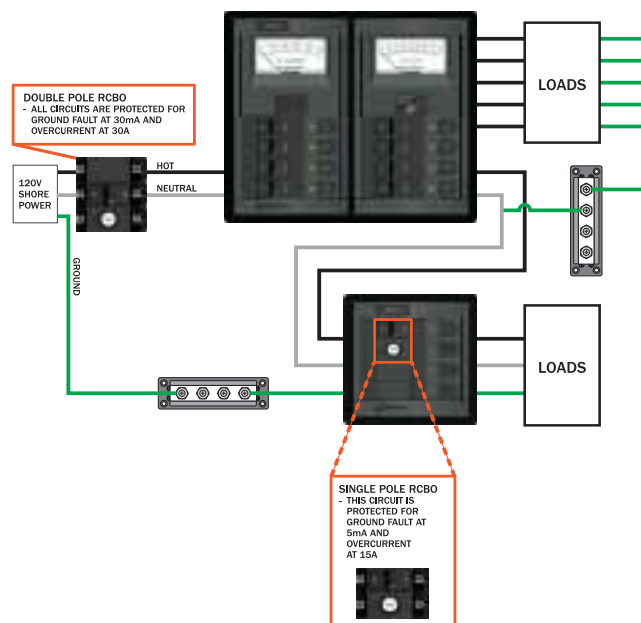 DOUBLE POLE RCBO
- ALL CIRCUITS ARE PROTECTED FOR
GROUND FAULT AT 30mA AND
OVERCURRENT AT 30A
LOADS
120V
SHORE
POWER
HOT
NEUTRAL
GROUND
LOADS
SINGLE POLE RCBO
- THIS CIRCUIT IS
PROTECTED FOR
GROUND FAULT AT
5mA AND
OVERCURRENT
AT 15A